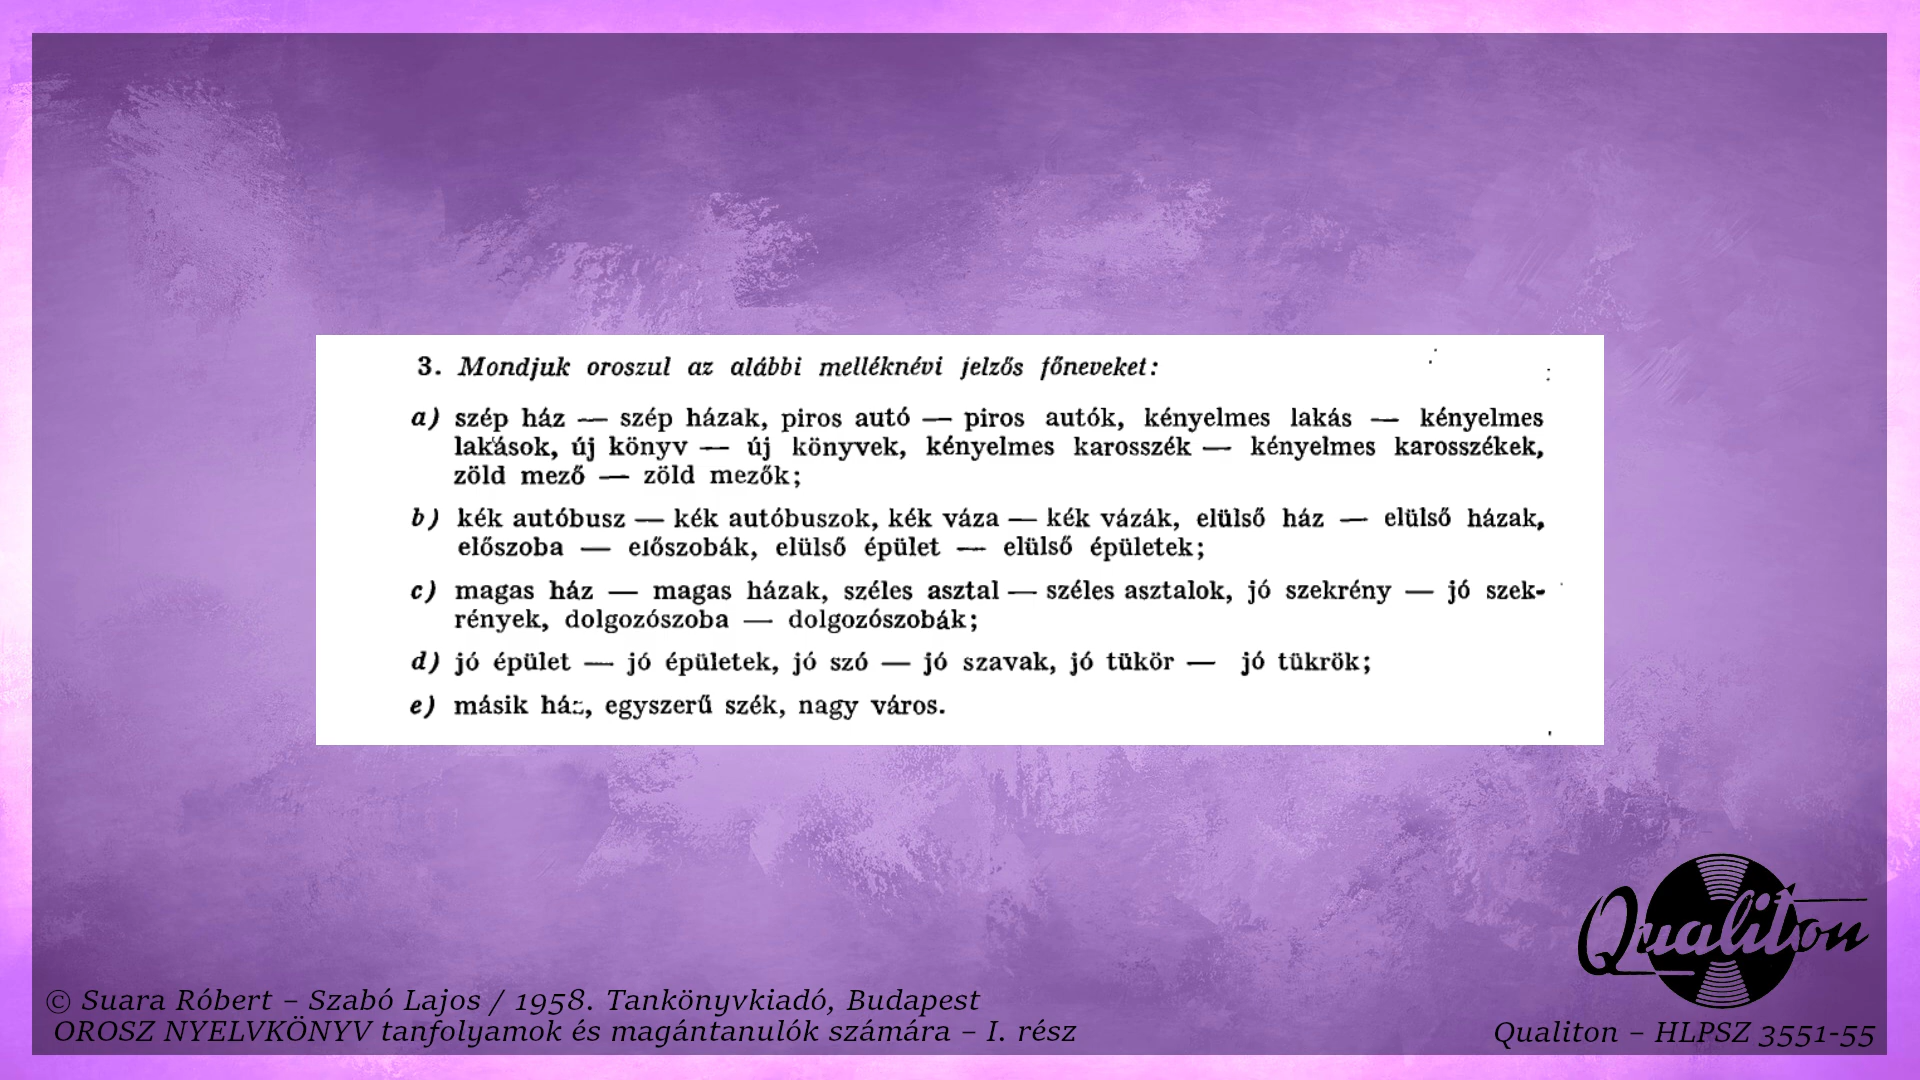 3. Mondjuk oroszul az alábbi melléknévi jelzős főneveket:
a) szép ház — szép házak, piros autó — piros autók, kényelmes lakás — kényelmes
lakások, új könyv — új könyvek, kényelmes karosszék — kényelmes karosszékek,
zöld mező — zöld mezők;
b) kék autóbusz — kék autóbuszok, kék váza — kék vázák, elülső ház — elülső házak,
előszoba — előszobák, elülső épület — elülső épületek;
c) magas ház — magas házak, széles asztal — széles asztalok, jó szekrény — jó szek-
rények, dolgozószoba — dolgozószobák;
d) jó épület — jó épületek, jó szó — jó szavak, jó tükör — jó tükrök;
e) másik ház, egyszerű szék, nagy város.
Qualiton
© Suara Róbert – Szabó Lajos / 1958. Tankönyvkiadó, Budapest
OROSZ NYELVKÖNYV tanfolyamok és magántanulók számára – I. rész
Qualiton – HLPSZ 3551-55